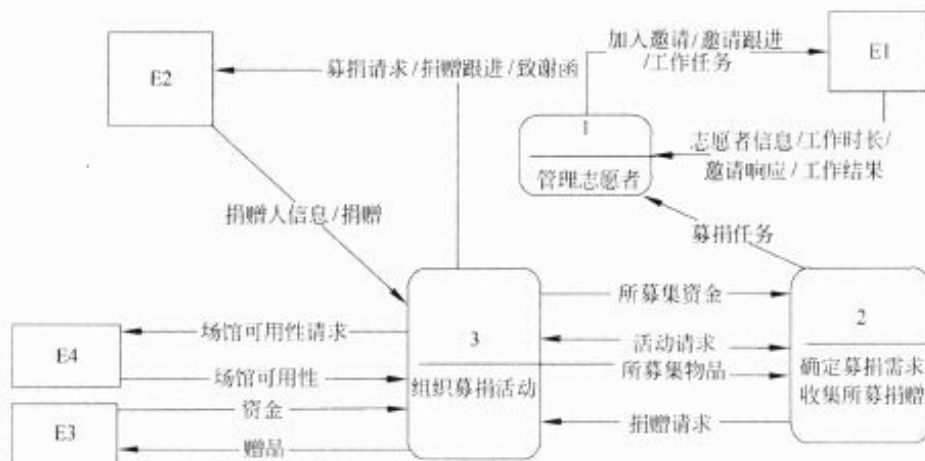 加入邀请/邀请跟进
/工作任务
E1
E2
募捐请求/捐赠跟进/致谢函
1
管理志愿者
志愿者信息/工作时长/
邀请响应/工作结果
捐赠人信息/捐赠
募捐任务
所募集资金
场馆可用性请求
3
活动请求
2
E4
组织募捐活动
所募集物品
确定募捐需求
收集所募捐赠
场馆可用性
资金
捐赠请求
E3
赠品